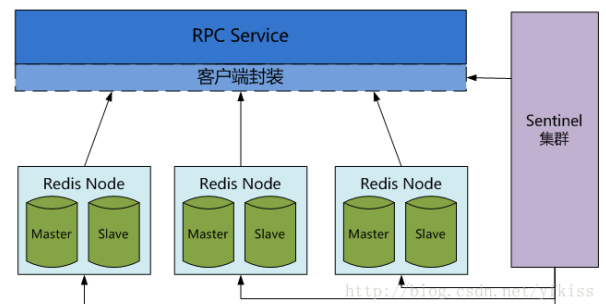 RPC Service
客户端封装
Sentinel
集群
Redis Node
Redis Node
Redis Node
Master
Slave
Master
Slave
Master
Slave
http://blog.csdn.net/yfkiss